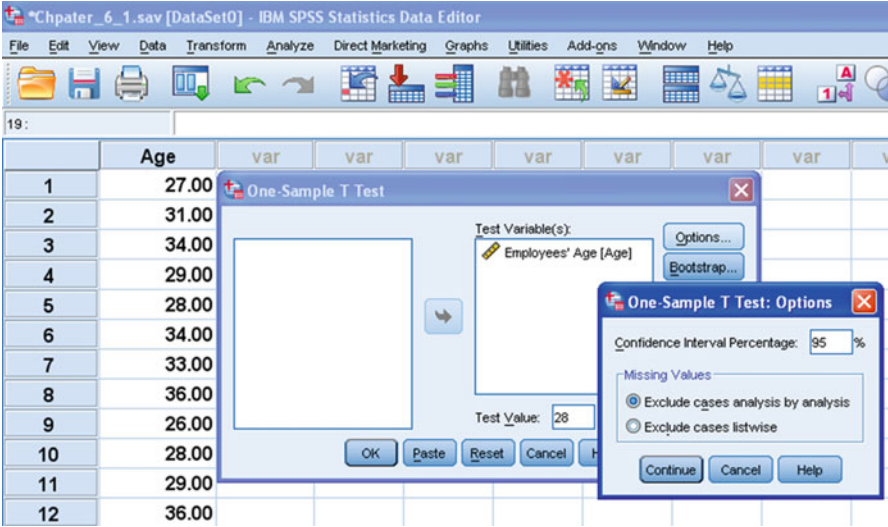 *Chpater_6_1.sav [DataSet0] - IBM SPSS Statistics Data Editor
File Edit View Data Transform Analyze Direct Marketing Graphs Utilities Add-ons Window Help
A
1
19 :
Age var var var var var var var
1 27.00
2 31.00
3 34.00
4 29.00
5 28.00
6 34.00
7 33.00
8 36.00
9 26.00
10 28.00
11 29.00
12 36.00
One-Sample T Test
Test Variable(s):
Employees' Age [Age]
Options...
Bootstrap...
Test Value: 28
OK Paste Reset Cancel H
One-Sample T Test: Options
Confidence Interval Percentage: 95 %
Missing Values
Exclude cases analysis by analysis
Exclude cases listwise
Continue Cancel Help